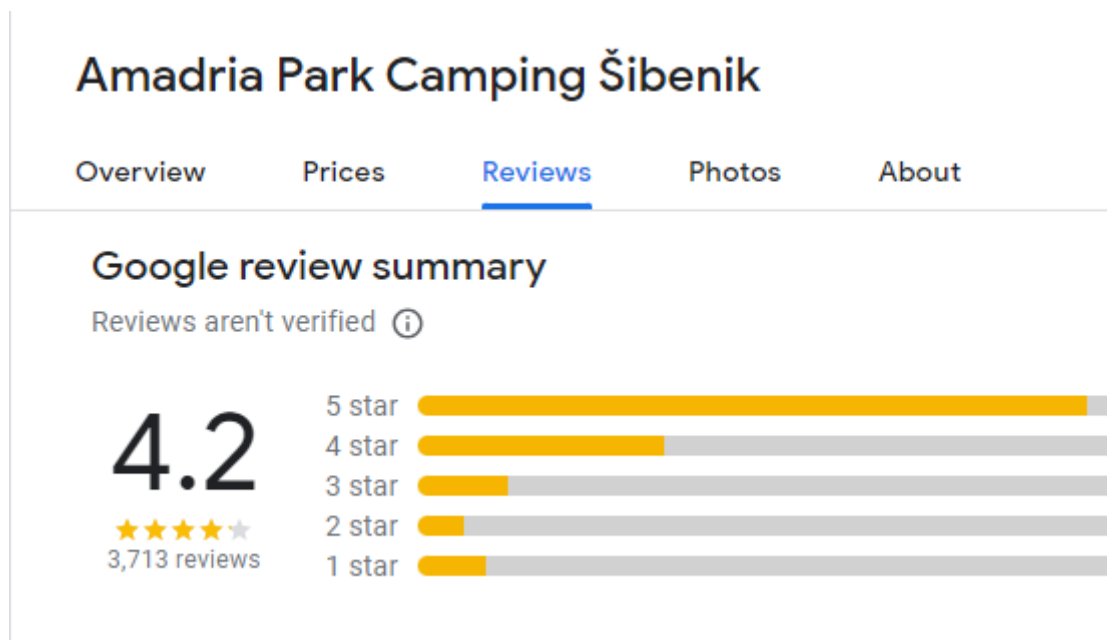 Amadria Park Camping Šibenik
Overview Prices Reviews Photos About
Google review summary
Reviews aren't verified
4.2
3,713 reviews
5 star
4 star
3 star
2 star
1 star